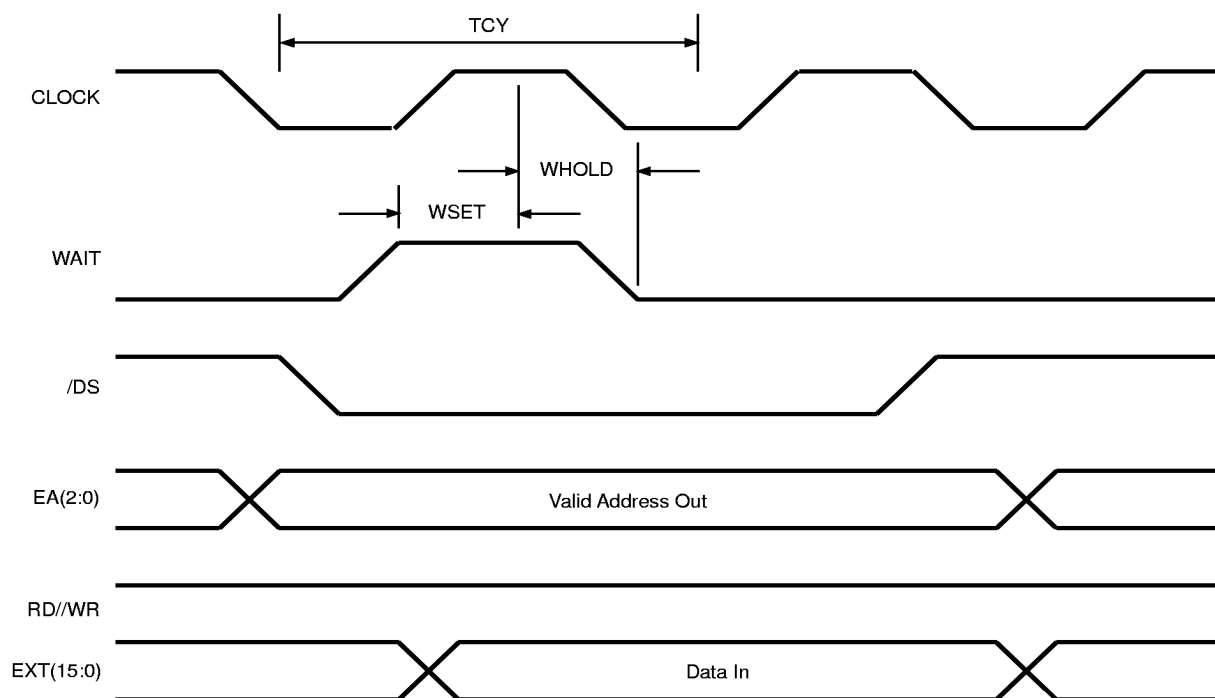 TCY
CLOCK
WHOLD
WSET
WAIT
/DS
EA(2:0)
Valid Address Out
RD//WR
EXT(15:0)
Data In